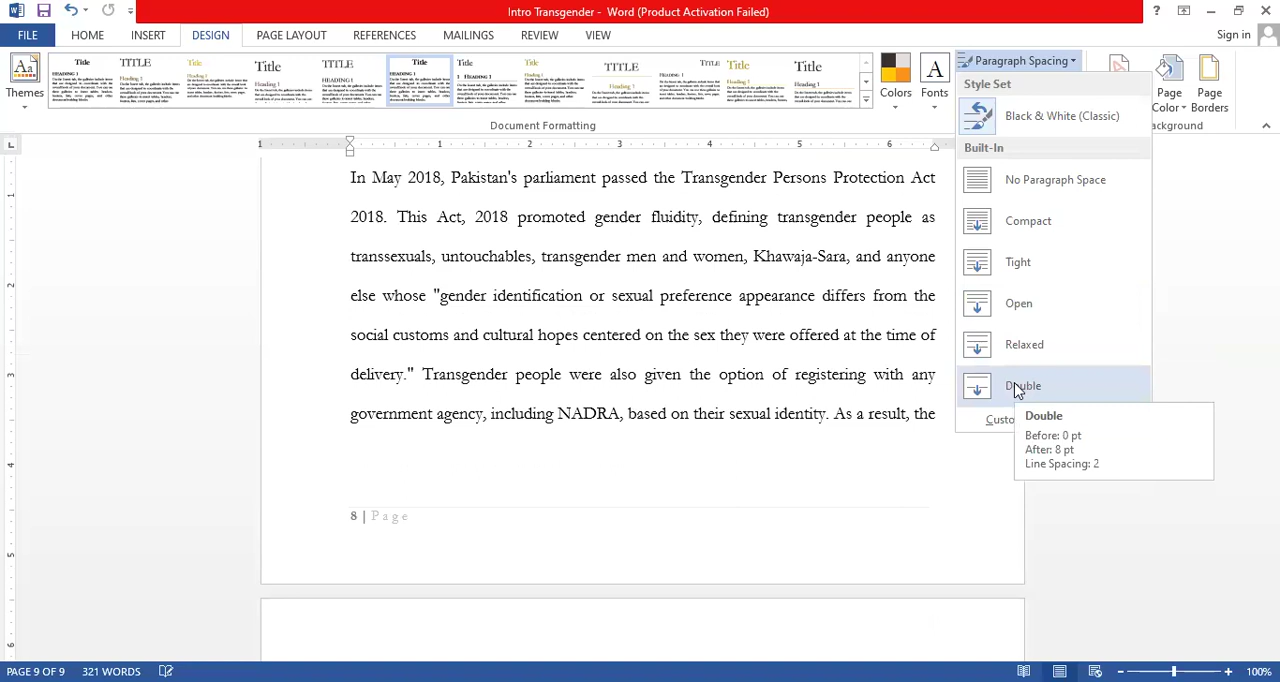 Intro Transgender - Word (Product Activation Failed)
FILE HOME INSERT DESIGN PAGE LAYOUT REFERENCES MAILINGS REVIEW VIEW Sign in
Themes
Colors
Fonts
Paragraph Spacing
Page Color
Page Borders
Document Formatting
ackground
Style Set
Black & White (Classic)
Built-In
No Paragraph Space
Compact
Tight
Open
Relaxed
Double
Custo
Double
Before: 0 pt
After: 8 pt
Line Spacing: 2
In May 2018, Pakistan's parliament passed the Transgender Persons Protection Act
2018. This Act, 2018 promoted gender fluidity, defining transgender people as
transsexuals, untouchables, transgender men and women, Khawaja-Sara, and anyone
else whose "gender identification or sexual preference appearance differs from the
social customs and cultural hopes centered on the sex they were offered at the time of
delivery." Transgender people were also given the option of registering with any
government agency, including NADRA, based on their sexual identity. As a result, the
8 | Page
PAGE 9 OF 9 321 WORDS 100%